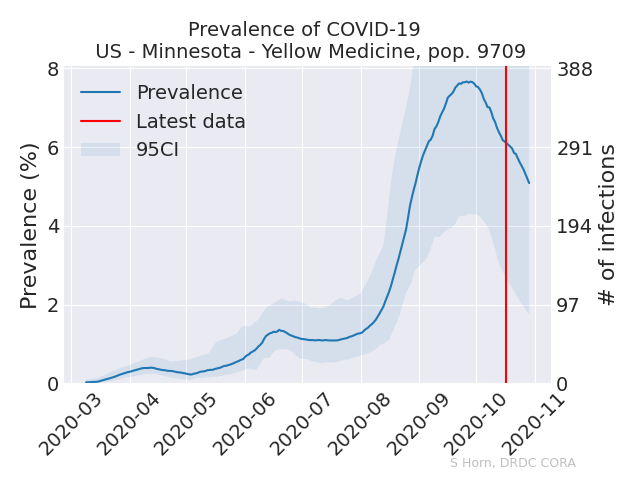 Prevalence of COVID-19
US - Minnesota - Yellow Medicine, pop. 9709
Prevalence (%)
8
6
4
2
0
Prevalence
Latest data
95CI
388
291
194
97
0
# of infections
2020-03
2020-04
2020-05
2020-06
2020-07
2020-08
2020-09
2020-10
2020-11
S Horn, DRDC CORA